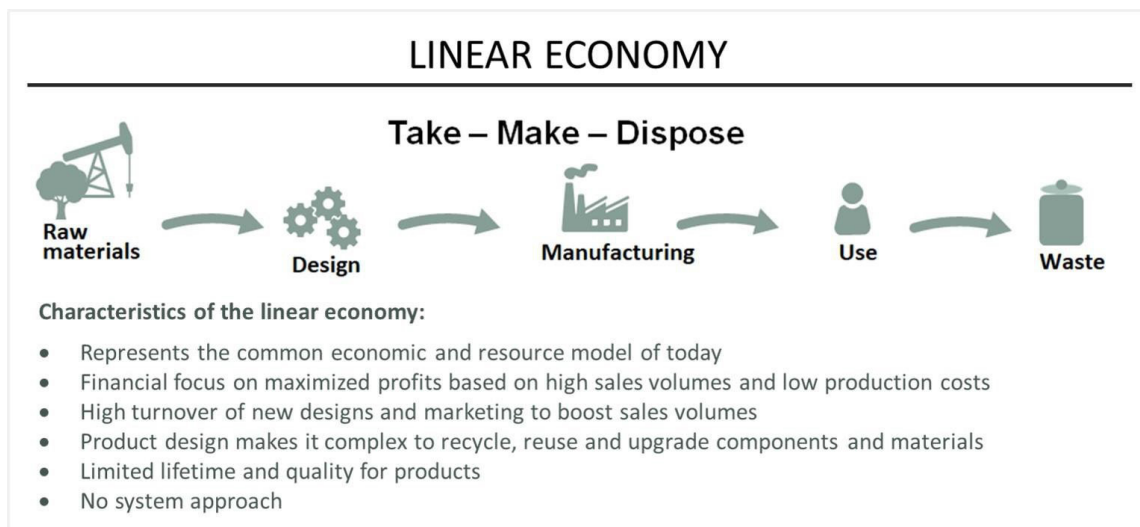 LINEAR ECONOMY
Take – Make – Dispose
Raw
materials
Design
Manufacturing
Use
Waste
Characteristics of the linear economy:
• Represents the common economic and resource model of today
• Financial focus on maximized profits based on high sales volumes and low production costs
• High turnover of new designs and marketing to boost sales volumes
• Product design makes it complex to recycle, reuse and upgrade components and materials
• Limited lifetime and quality for products
• No system approach